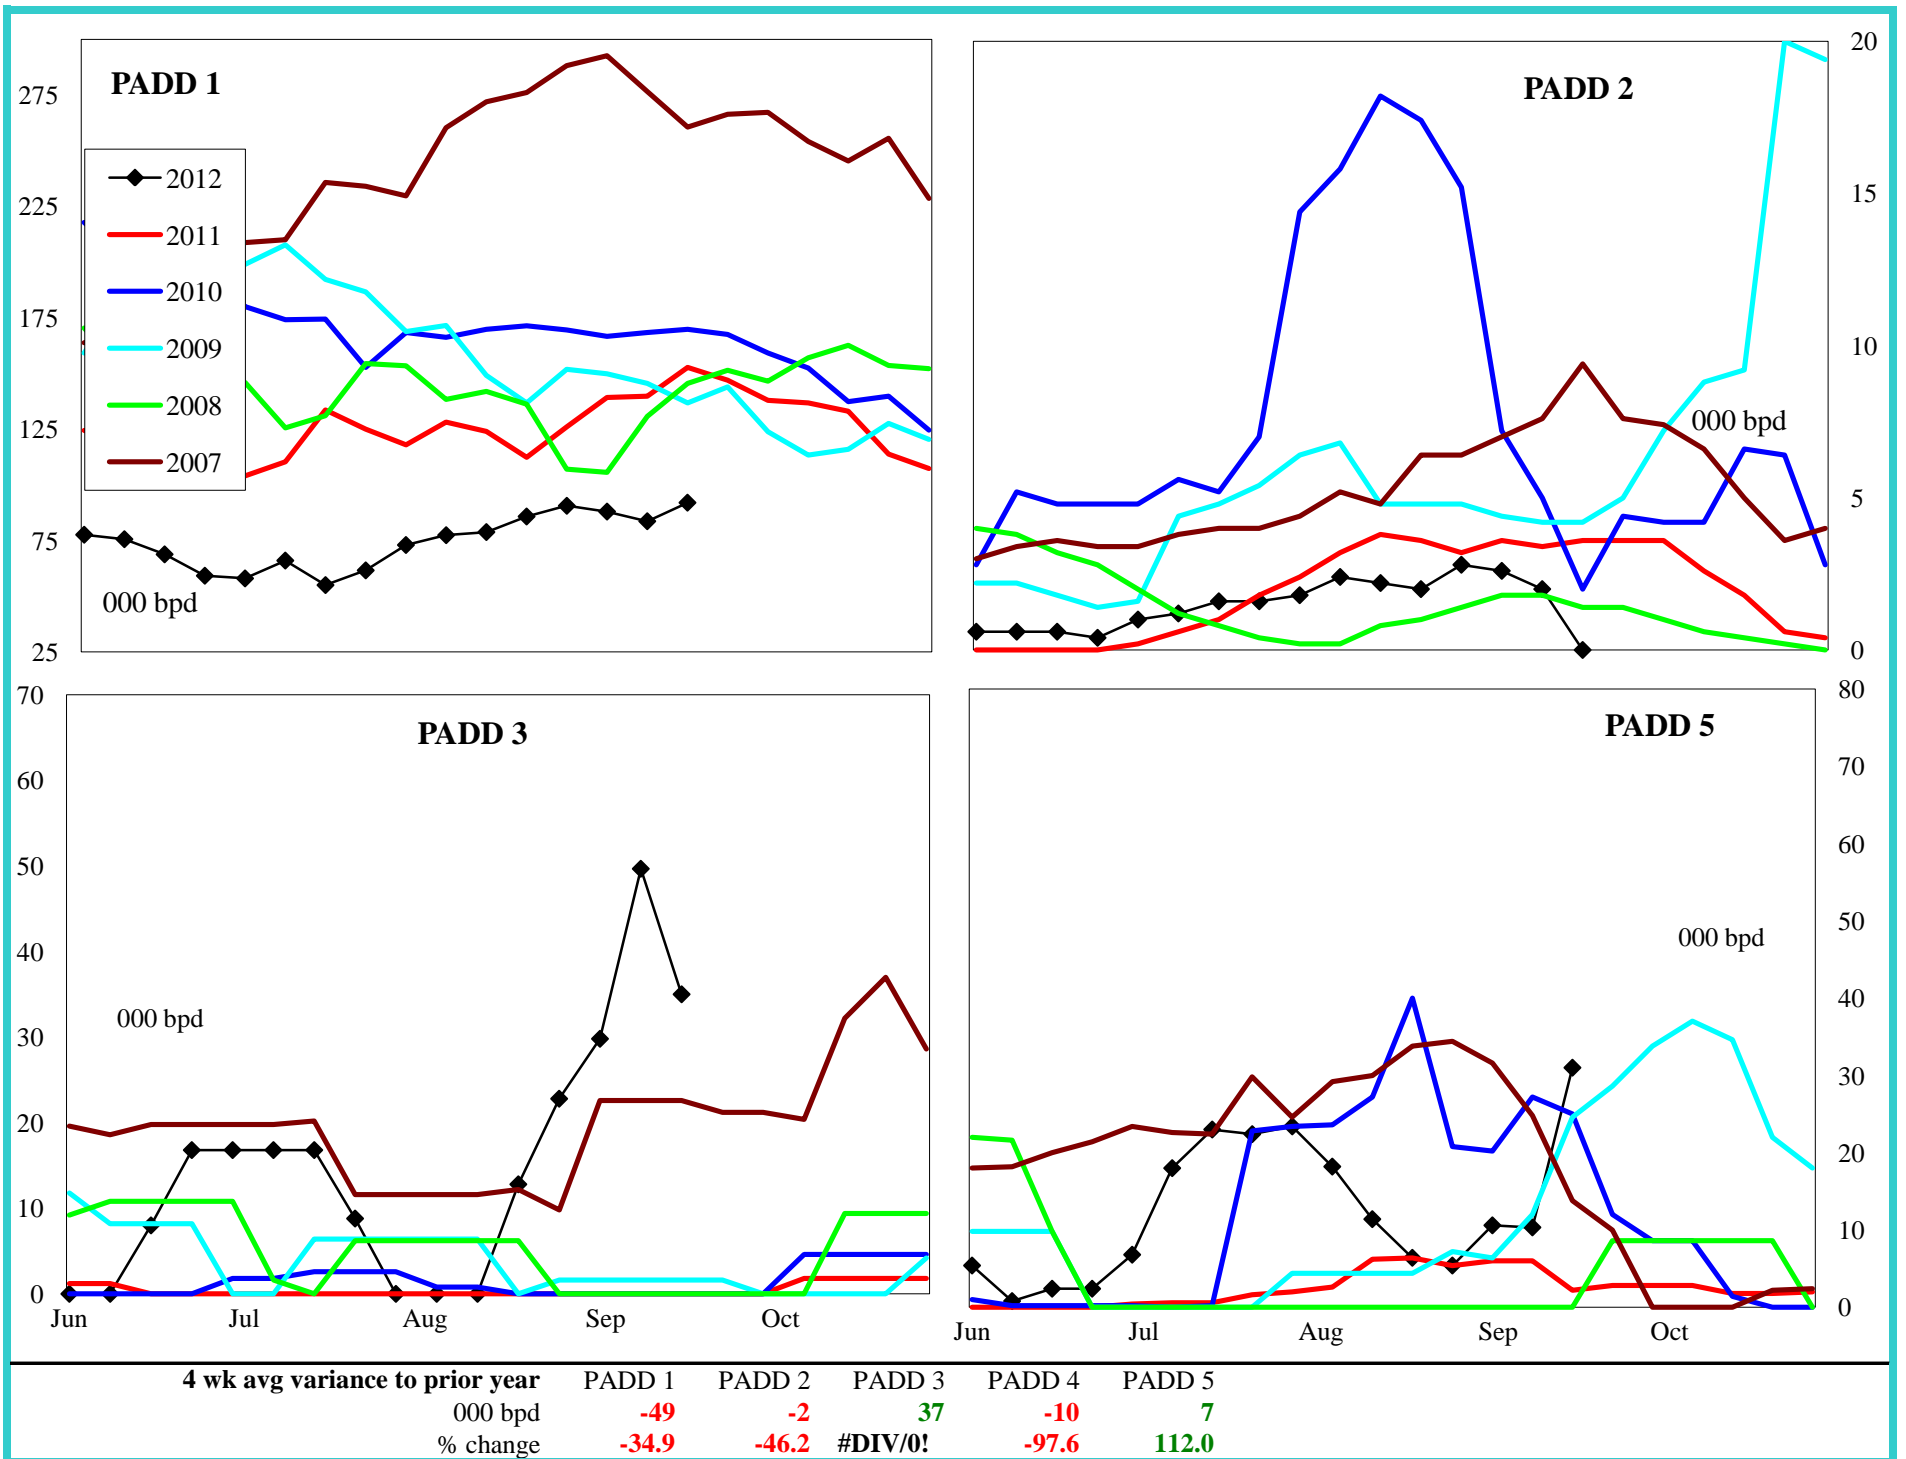 PADD 1
275
225
175
125
75
25
2012
2011
2010
2009
2008
2007
000 bpd
PADD 2
20
15
10
5
0
000 bpd
PADD 3
70
60
50
40
30
20
10
0
000 bpd
Jun Jul Aug Sep Oct
PADD 5
80
70
60
50
40
30
20
10
0
000 bpd
Jun Jul Aug Sep Oct
4 wk avg variance to prior year PADD 1 PADD 2 PADD 3 PADD 4 PADD 5
000 bpd -49 -2 37 -10 7
% change -34.9 -46.2 #DIV/0! -97.6 112.0